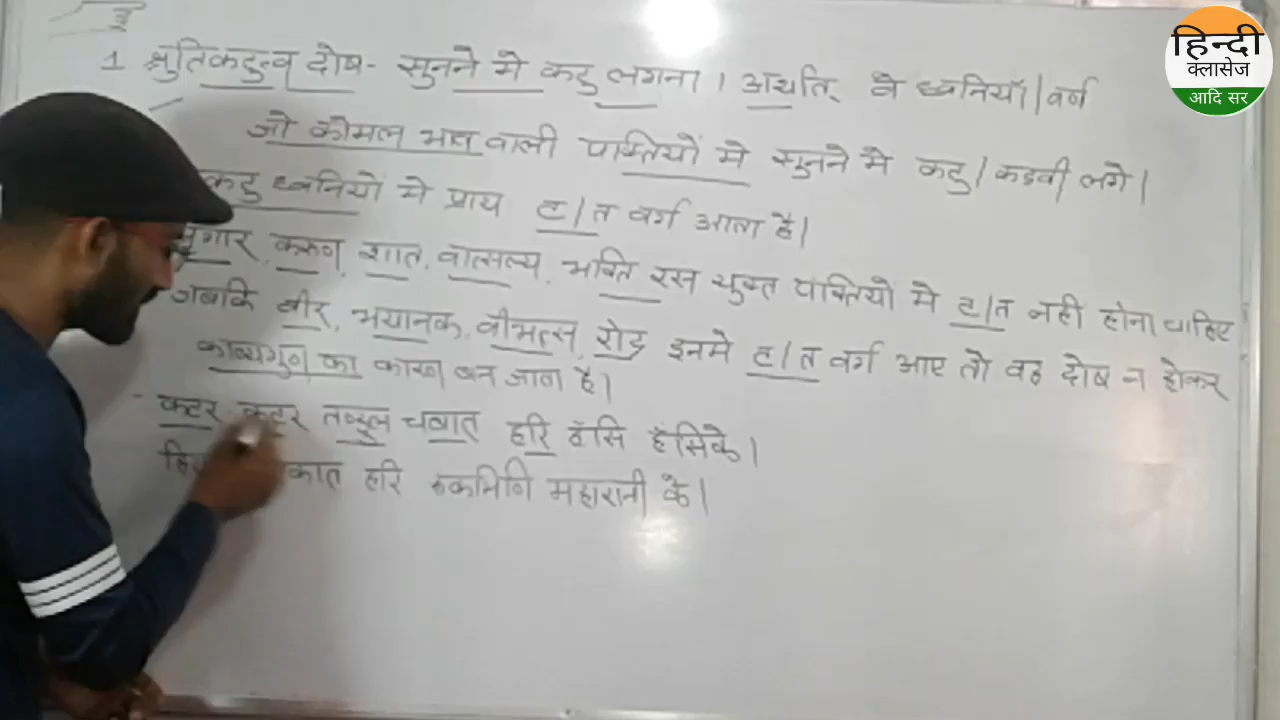 1 श्रुतिकटुत्व दोष - सुनने मे कटु लगना । अर्थात् वे ध्वनियाँ / वर्ण
जो कोमल भाव वाली पंक्तियों मे सुनने मे कटु / कडवी लगे।
कटु ध्वनियों मे प्राय ट / त वर्ग आता है।
श्रृंगार, करुण, शात, वात्सल्य, भक्ति रस युक्त पंक्तियो मे ट / त नही होना चाहिए
जबकि वीर, भयानक, वीभत्स, रोद्र इनमे ट / त वर्ग आए तो वह दोष न होकर
काव्यगुण का कारण बन जाता है।
- कटर कटर तण्डुल चबात हरि हँसि हँसिके।
हरि रुकमिणि महारानी के।
हिन्दी
क्लासेज
आदि सर